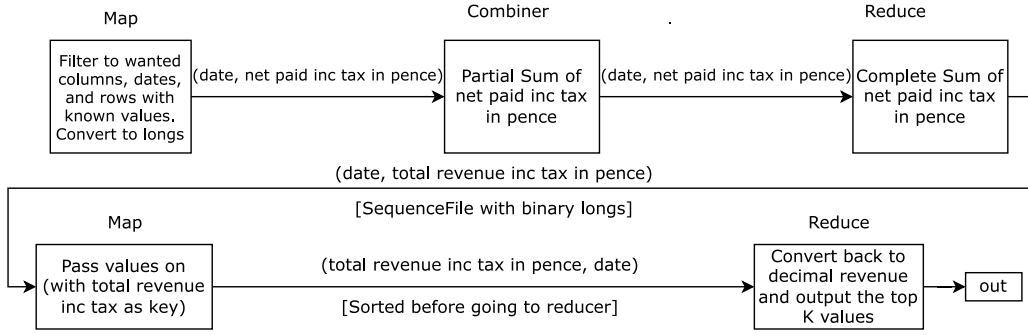 Map
Combiner
Reduce
Filter to wanted
columns, dates,
and rows with
known values.
Convert to longs
(date, net paid inc tax in pence)
Partial Sum of
net paid inc tax
in pence
(date, net paid inc tax in pence)
Complete Sum of
net paid inc tax
in pence
(date, total revenue inc tax in pence)
[SequenceFile with binary longs]
Map
Reduce
Pass values on
(with total revenue
inc tax as key)
(total revenue inc tax in pence, date)
[Sorted before going to reducer]
Convert back to
decimal revenue
and output the top
K values
out